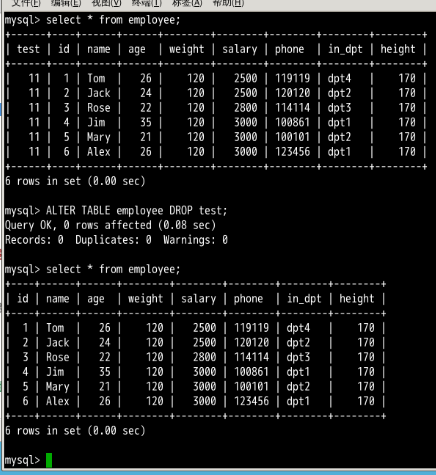 文件(F) 编辑(E) 视图(V) 终端(T) 标签(A) 帮助(H)
mysql> select * from employee;
+------+----+------+------+--------+--------+--------+--------+--------+
| test | id | name | age | weight | salary | phone | in_dpt | height |
+------+----+------+------+--------+--------+--------+--------+--------+
| 11 | 1 | Tom | 26 | 120 | 2500 | 119119 | dpt4 | 170 |
| 11 | 2 | Jack | 24 | 120 | 2500 | 120120 | dpt2 | 170 |
| 11 | 3 | Rose | 22 | 120 | 2800 | 114114 | dpt3 | 170 |
| 11 | 4 | Jim | 35 | 120 | 3000 | 100861 | dpt1 | 170 |
| 11 | 5 | Mary | 21 | 120 | 3000 | 100101 | dpt2 | 170 |
| 11 | 6 | Alex | 26 | 120 | 3000 | 123456 | dpt1 | 170 |
+------+----+------+------+--------+--------+--------+--------+--------+
6 rows in set (0.00 sec)
mysql> ALTER TABLE employee DROP test;
Query OK, 0 rows affected (0.08 sec)
Records: 0 Duplicates: 0 Warnings: 0
mysql> select * from employee;
+----+------+------+--------+--------+--------+--------+--------+
| id | name | age | weight | salary | phone | in_dpt | height |
+----+------+------+--------+--------+--------+--------+--------+
| 1 | Tom | 26 | 120 | 2500 | 119119 | dpt4 | 170 |
| 2 | Jack | 24 | 120 | 2500 | 120120 | dpt2 | 170 |
| 3 | Rose | 22 | 120 | 2800 | 114114 | dpt3 | 170 |
| 4 | Jim | 35 | 120 | 3000 | 100861 | dpt1 | 170 |
| 5 | Mary | 21 | 120 | 3000 | 100101 | dpt2 | 170 |
| 6 | Alex | 26 | 120 | 3000 | 123456 | dpt1 | 170 |
+----+------+------+--------+--------+--------+--------+--------+
6 rows in set (0.00 sec)
mysql>